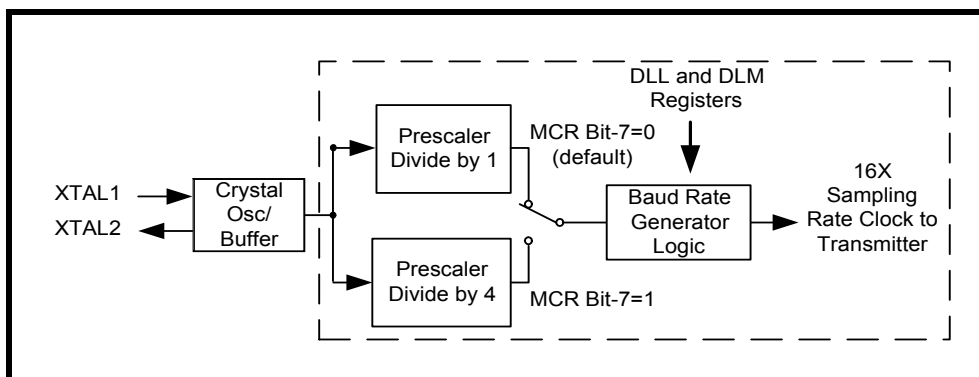 DLL and DLM
Registers
Prescaler
Divide by 1
MCR Bit-7=0
(default)
XTAL1
XTAL2
Crystal
Osc/
Buffer
Baud Rate
Generator
Logic
16X
Sampling
Rate Clock to
Transmitter
Prescaler
Divide by 4
MCR Bit-7=1